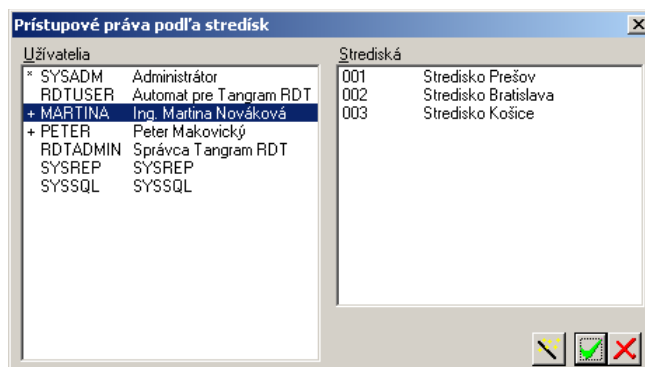 Prístupové práva podľa stredísk
Užívatelia
* SYSADM Administrátor
RDTUSER Automat pre Tangram RDT
+ MARTINA Ing. Martina Nováková
+ PETER Peter Makovický
RDTADMIN Správca Tangram RDT
SYSREP SYSREP
SYSSQL SYSSQL
Strediská
001 Stredisko Prešov
002 Stredisko Bratislava
003 Stredisko Košice